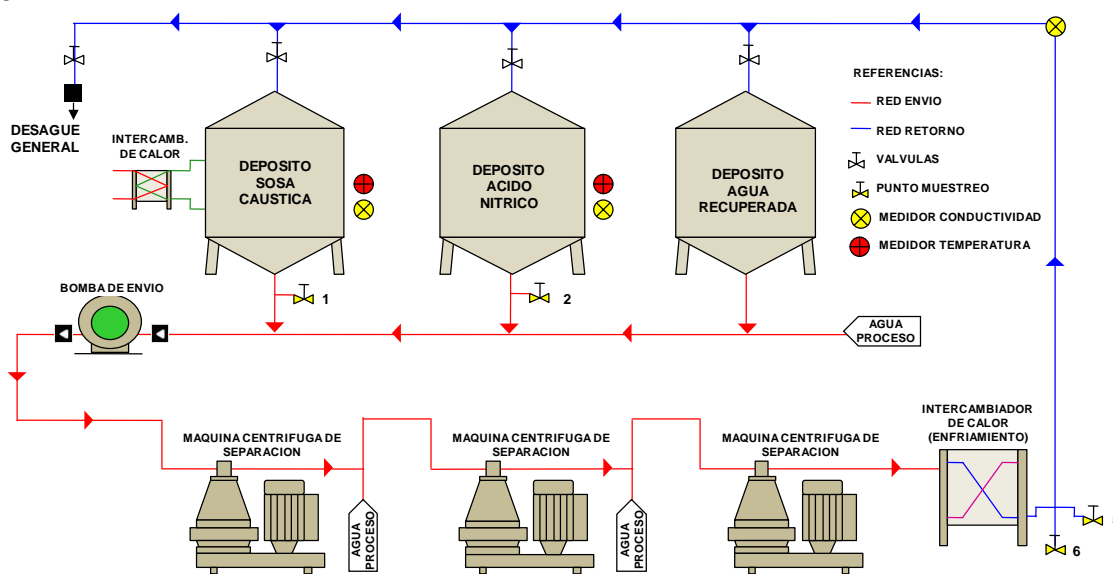 DESAGUE
GENERAL
INTERCAMB.
DE CALOR
DEPOSITO
SOSA
CAUSTICA
DEPOSITO
ACIDO
NITRICO
DEPOSITO
AGUA
RECUPERADA
REFERENCIAS:
RED ENVIO
RED RETORNO
VALVULAS
PUNTO MUESTREO
MEDIDOR CONDUCTIVIDAD
MEDIDOR TEMPERATURA
1
2
BOMBA DE ENVIO
AGUA
PROCESO
MAQUINA CENTRIFUGA DE
SEPARACION
MAQUINA CENTRIFUGA DE
SEPARACION
MAQUINA CENTRIFUGA DE
SEPARACION
INTERCAMBIADOR
DE CALOR
(ENFRIAMIENTO)
AGUA
PROCESO
AGUA
PROCESO
6